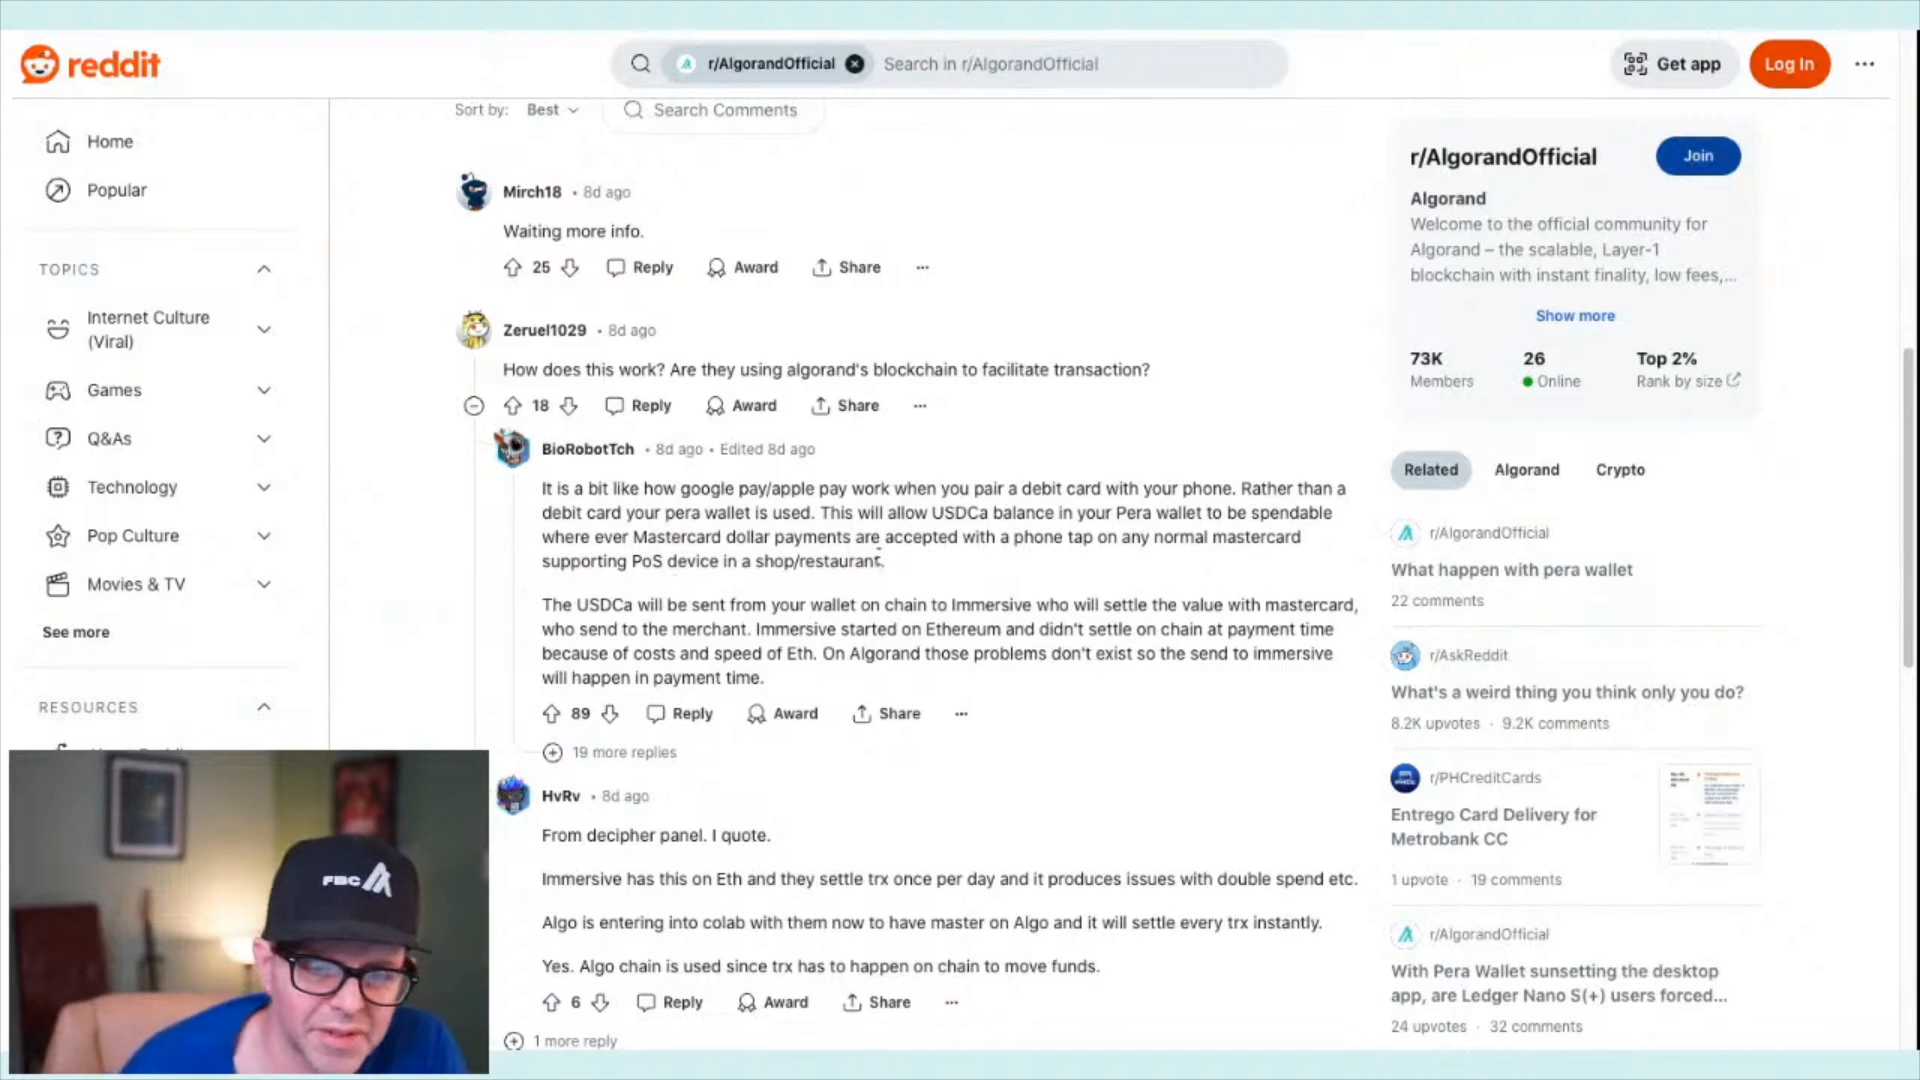 reddit
r/AlgorandOfficial
Search in r/AlgorandOfficial
Get app
Log In
Home
Popular
TOPICS
Internet Culture
(Viral)
Games
Q&As
Technology
Pop Culture
Movies & TV
See more
RESOURCES
Sort by: Best
Search Comments
Mirch18 • 8d ago
Waiting more info.
25 Reply Award Share
Zeruel1029 • 8d ago
How does this work? Are they using algorand's blockchain to facilitate transaction?
18 Reply Award Share
BioRobotTch • 8d ago • Edited 8d ago
It is a bit like how google pay/apple pay work when you pair a debit card with your phone. Rather than a
debit card your pera wallet is used. This will allow USDCa balance in your Pera wallet to be spendable
where ever Mastercard dollar payments are accepted with a phone tap on any normal mastercard
supporting PoS device in a shop/restaurant.
The USDCa will be sent from your wallet on chain to Immersive who will settle the value with mastercard,
who send to the merchant. Immersive started on Ethereum and didn't settle on chain at payment time
because of costs and speed of Eth. On Algorand those problems don't exist so the send to immersive
will happen in payment time.
89 Reply Award Share
19 more replies
HvRv • 8d ago
From decipher panel. I quote.
Immersive has this on Eth and they settle trx once per day and it produces issues with double spend etc.
Algo is entering into colab with them now to have master on Algo and it will settle every trx instantly.
Yes. Algo chain is used since trx has to happen on chain to move funds.
6 Reply Award Share
1 more reply
r/AlgorandOfficial
Join
Algorand
Welcome to the official community for
Algorand – the scalable, Layer-1
blockchain with instant finality, low fees,...
Show more
73K 26 Top 2%
Members Online Rank by size
Related Algorand Crypto
r/AlgorandOfficial
What happen with pera wallet
22 comments
r/AskReddit
What's a weird thing you think only you do?
8.2K upvotes · 9.2K comments
r/PHCreditCards
Entrego Card Delivery for
Metrobank CC
1 upvote · 19 comments
r/AlgorandOfficial
With Pera Wallet sunsetting the desktop
app, are Ledger Nano S(+) users forced...
24 upvotes · 32 comments
FBC